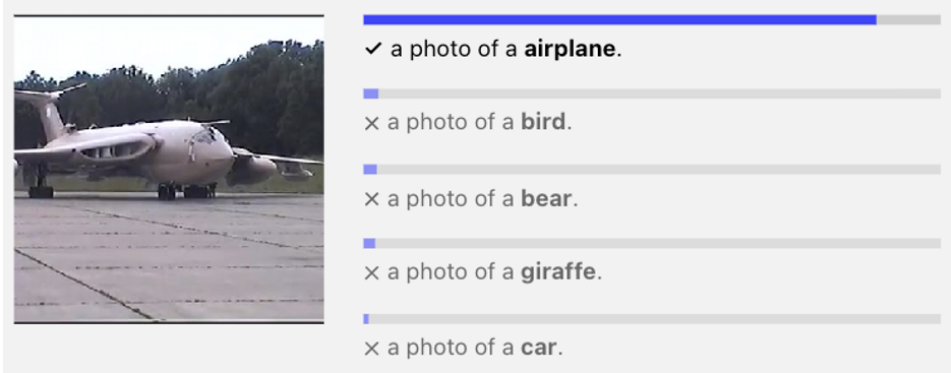 ✓ a photo of a airplane.
× a photo of a bird.
× a photo of a bear.
× a photo of a giraffe.
× a photo of a car.